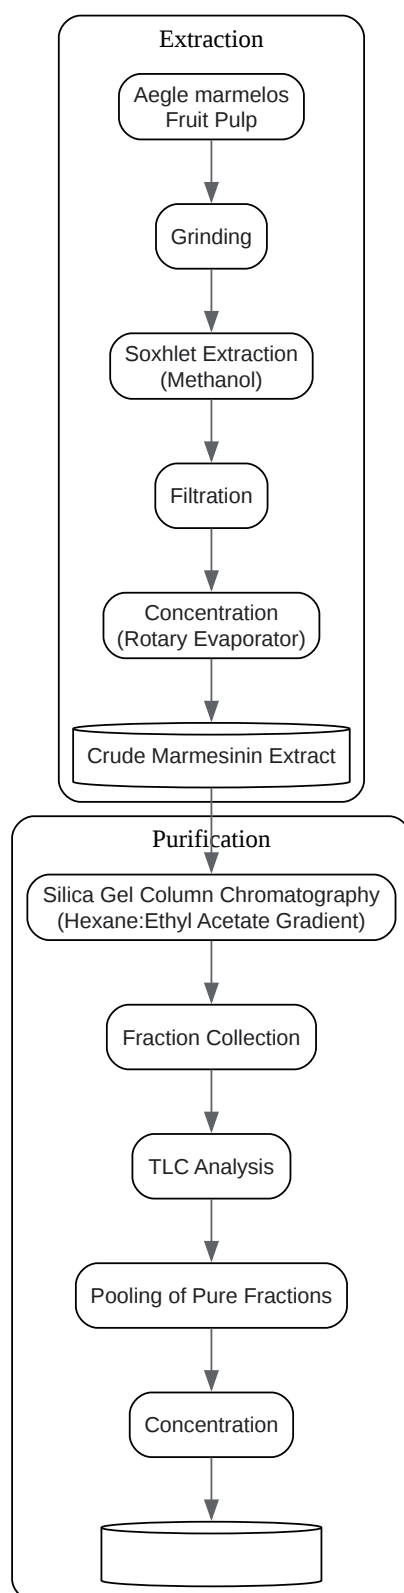 Extraction
Aegle marmelos
Fruit Pulp
Grinding
Soxhlet Extraction
(Methanol)
Filtration
Concentration
(Rotary Evaporator)
Crude Marmesinin Extract
Purification
Silica Gel Column Chromatography
(Hexane:Ethyl Acetate Gradient)
Fraction Collection
TLC Analysis
Pooling of Pure Fractions
Concentration